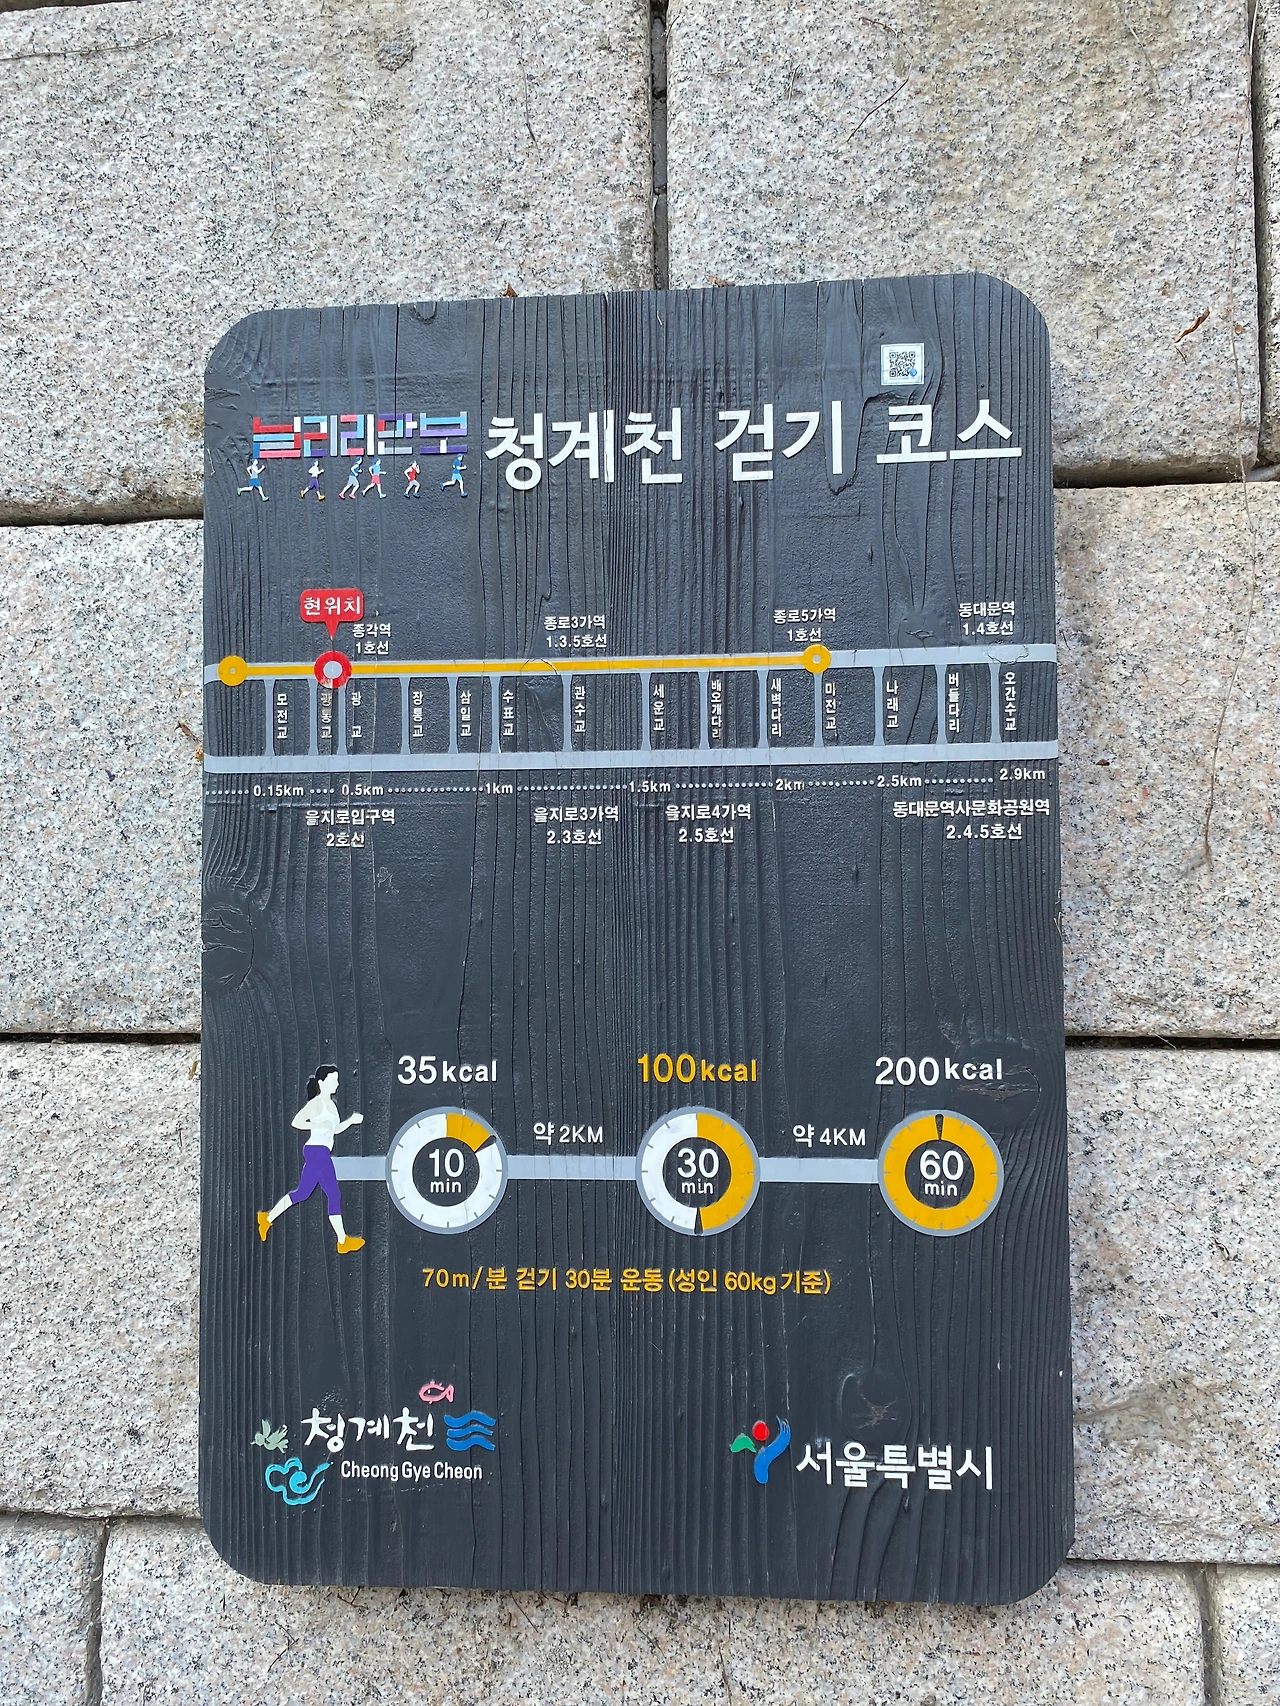 늴리리만보 청계천 걷기 코스
현위치
종각역
1호선
종로3가역
1.3.5호선
종로5가역
1호선
동대문역
1.4호선
모전교
광통교
광교
장통교
삼일교
수표교
관수교
세운교
배오개다리
새벽다리
마전교
나래교
버들다리
오간수교
0.15km 0.5km 1km 1.5km 2km 2.5km 2.9km
을지로입구역
2호선
을지로3가역
2.3호선
을지로4가역
2.5호선
동대문역사문화공원역
2.4.5호선
35kcal 100kcal 200kcal
10
min
약 2KM
30
min
약 4KM
60
min
70m/분 걷기 30분 운동(성인 60kg기준)
청계천
Cheong Gye Cheon
서울특별시